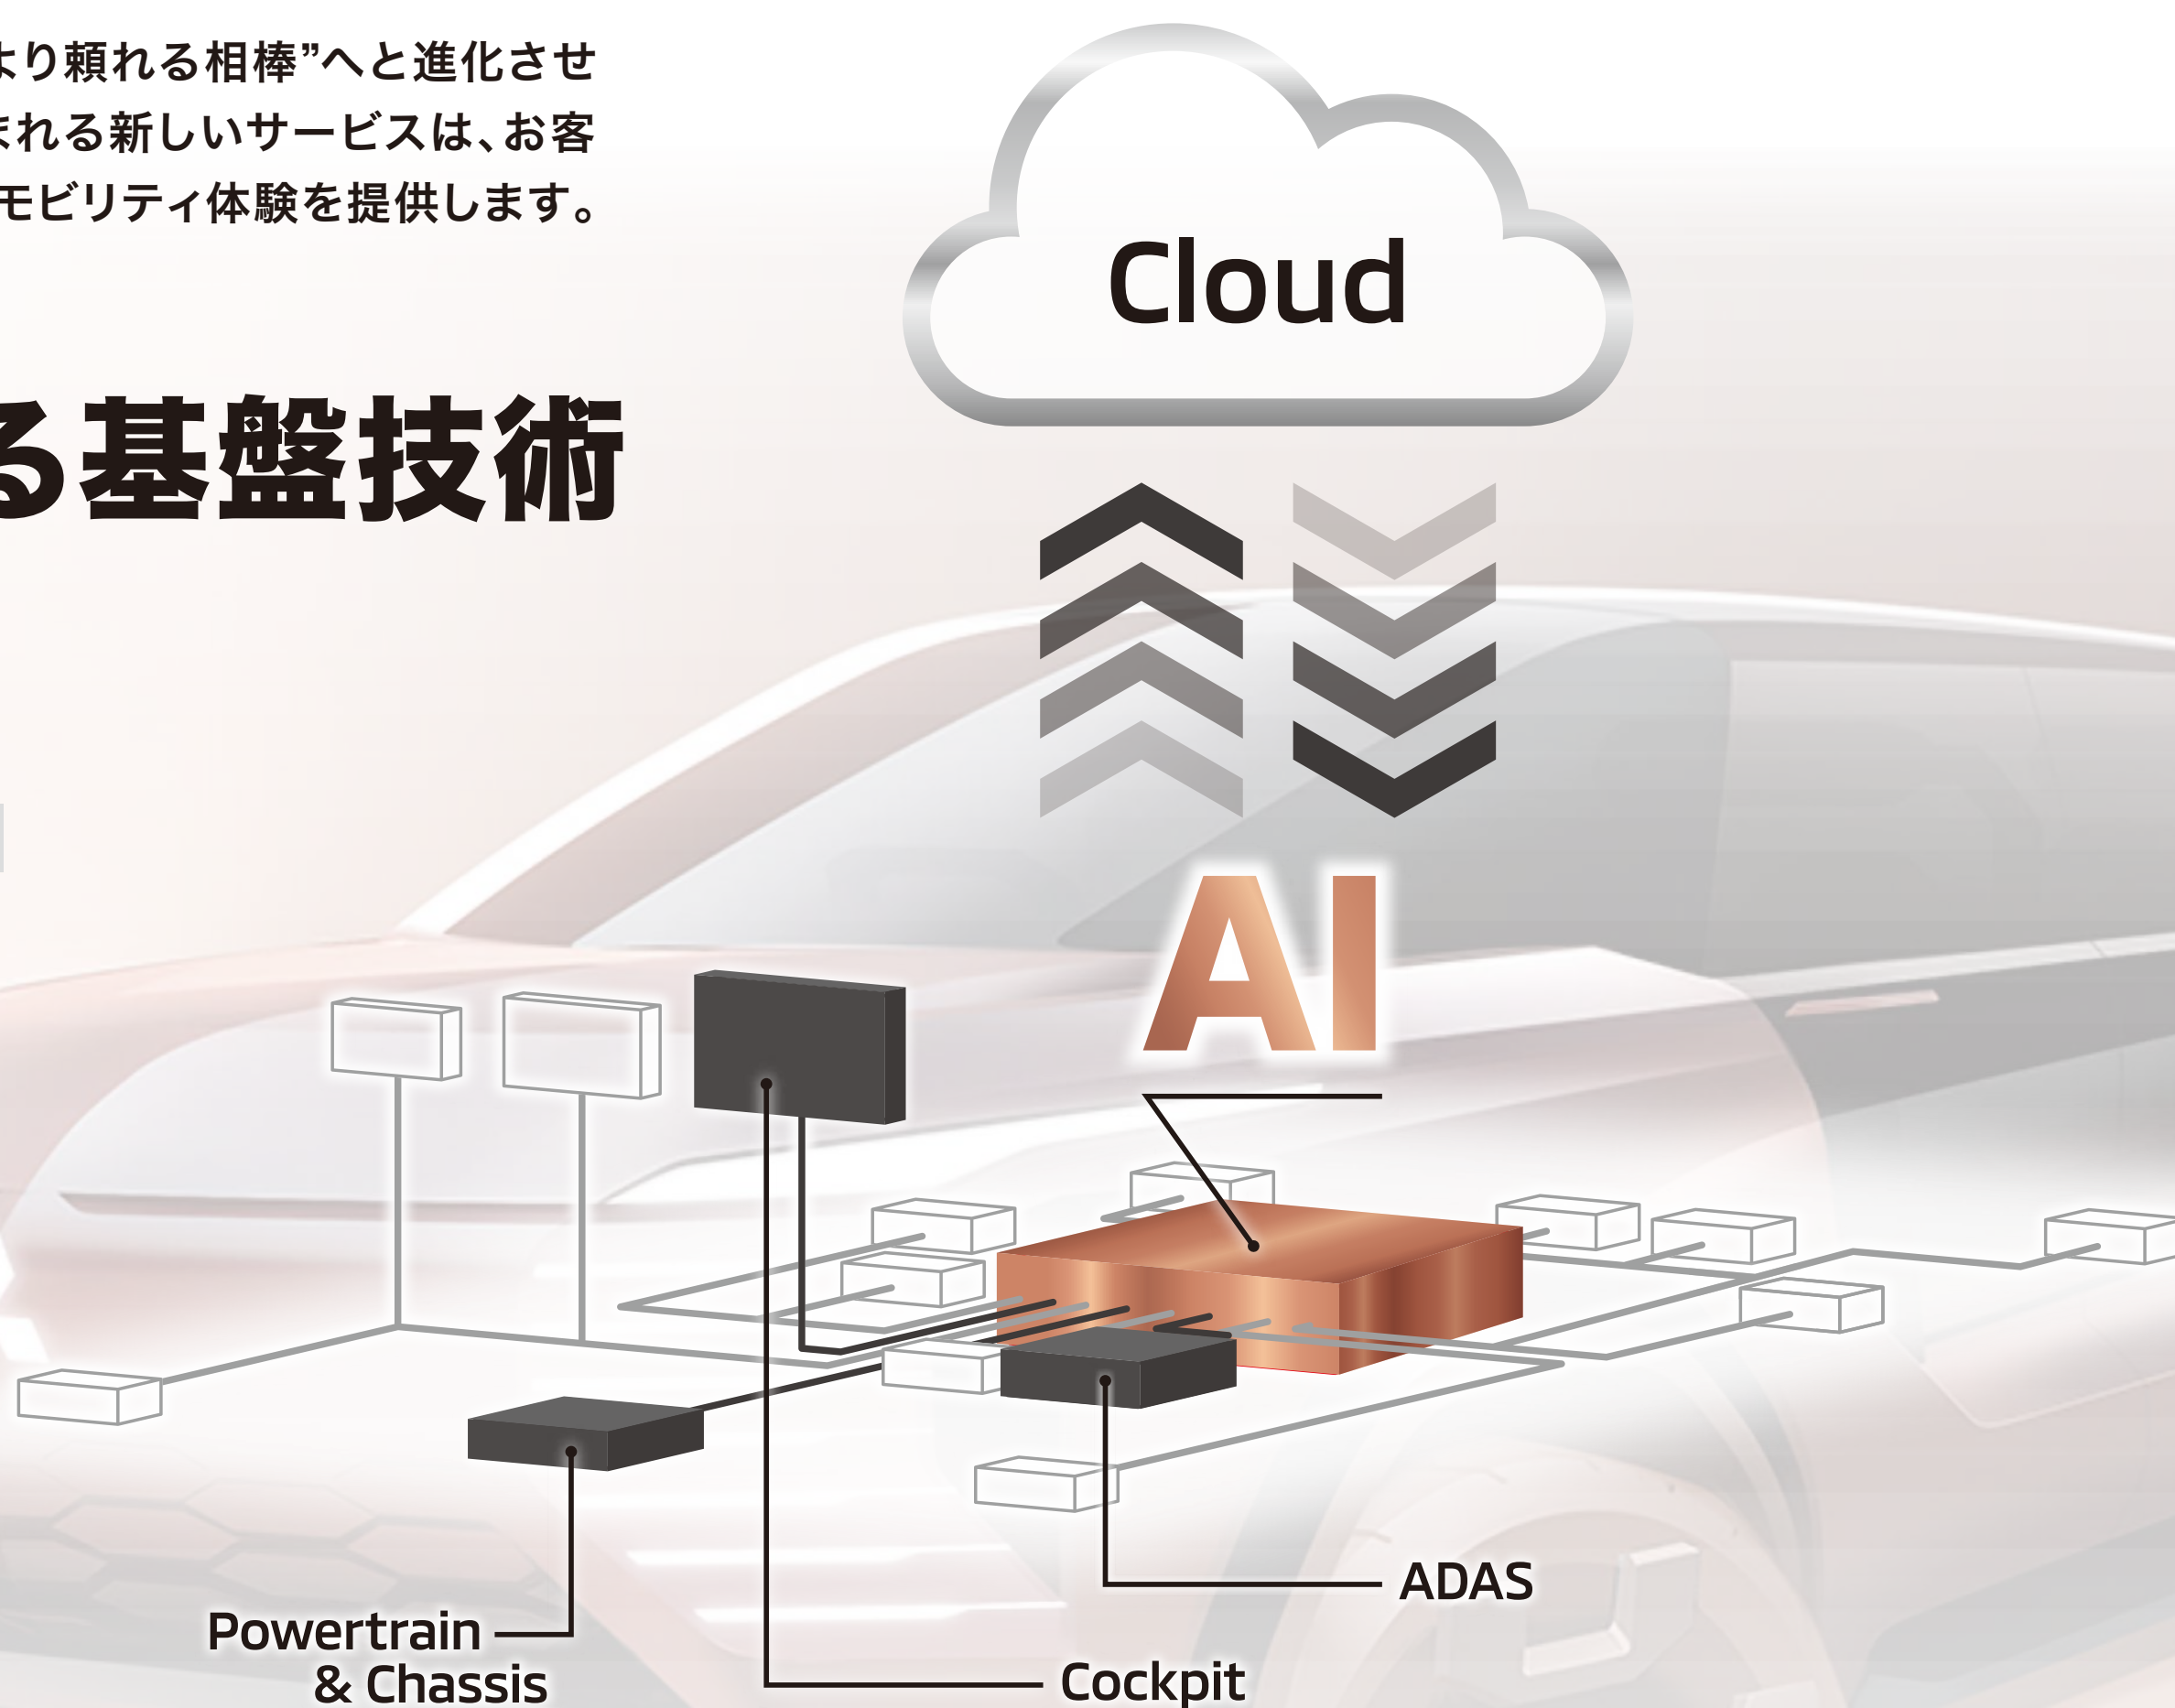 より頼れる相棒”へと進化させ
まれる新しいサービスは、お客
モビリティ体験を提供します。
る基盤技術
Cloud
AI
ADAS
Powertrain
& Chassis
Cockpit